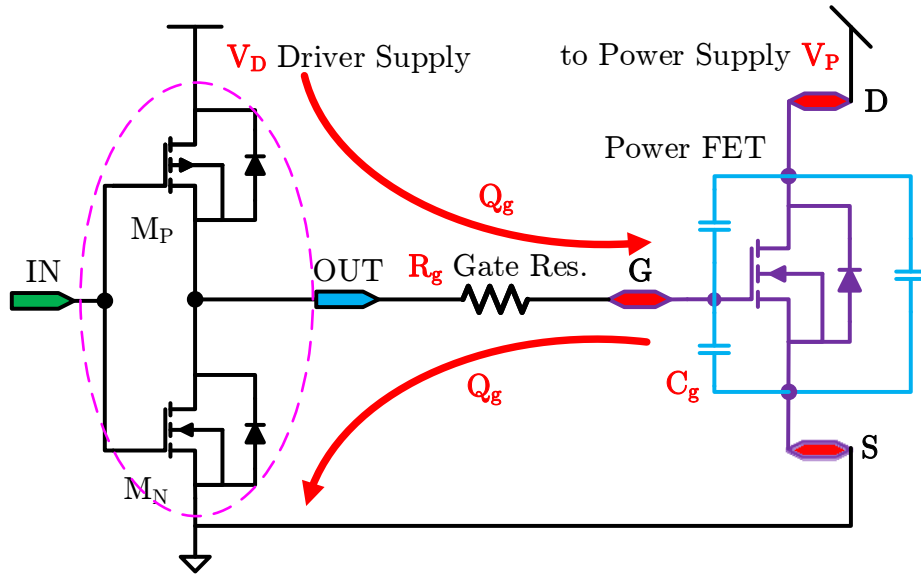 V_D Driver Supply
to Power Supply V_P
D
Power FET
M_P
Q_g
IN
OUT
R_g Gate Res.
G
Q_g
C_g
S
M_N